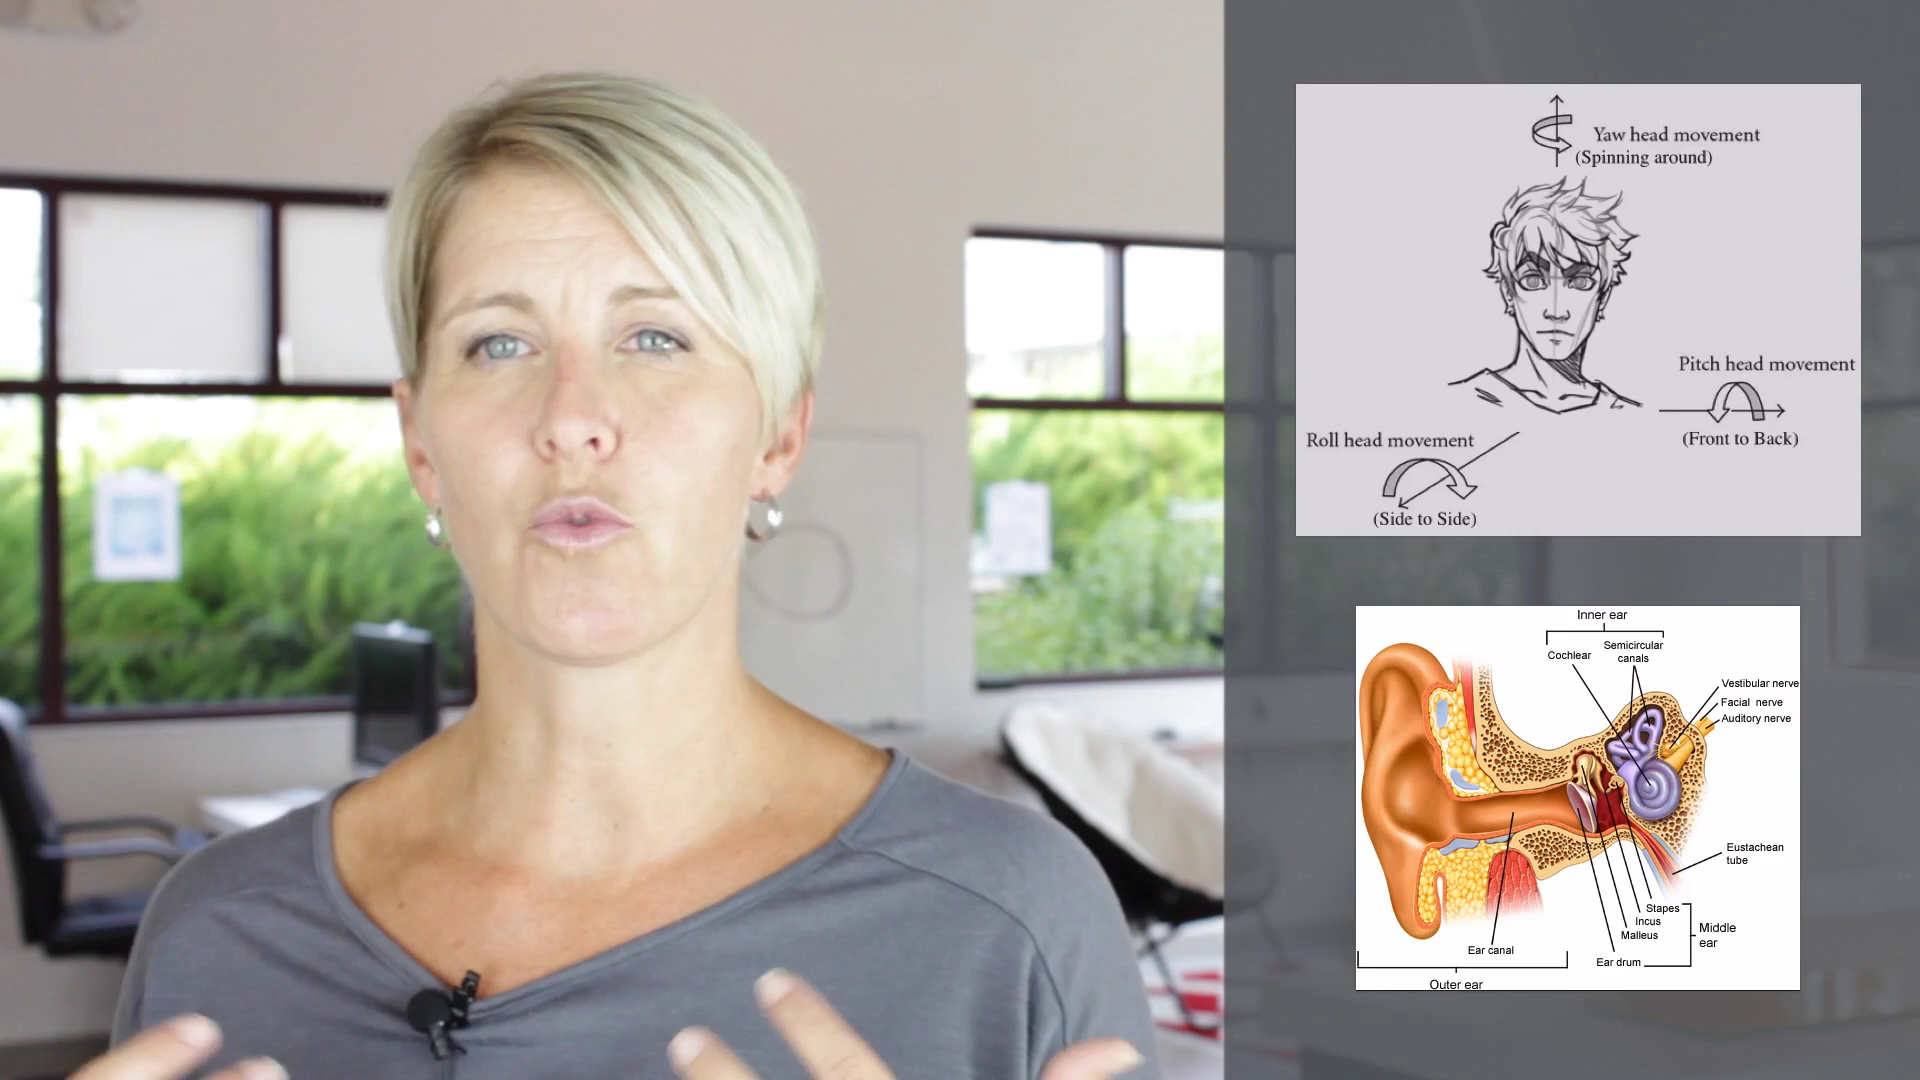 Yaw head movement
(Spinning around)
Pitch head movement
(Front to Back)
Roll head movement
(Side to Side)
Inner ear
Cochlear
Semicircular
canals
Vestibular nerve
Facial nerve
Auditory nerve
Eustachean
tube
Stapes
Incus
Malleus
Middle
ear
Ear drum
Ear canal
Outer ear